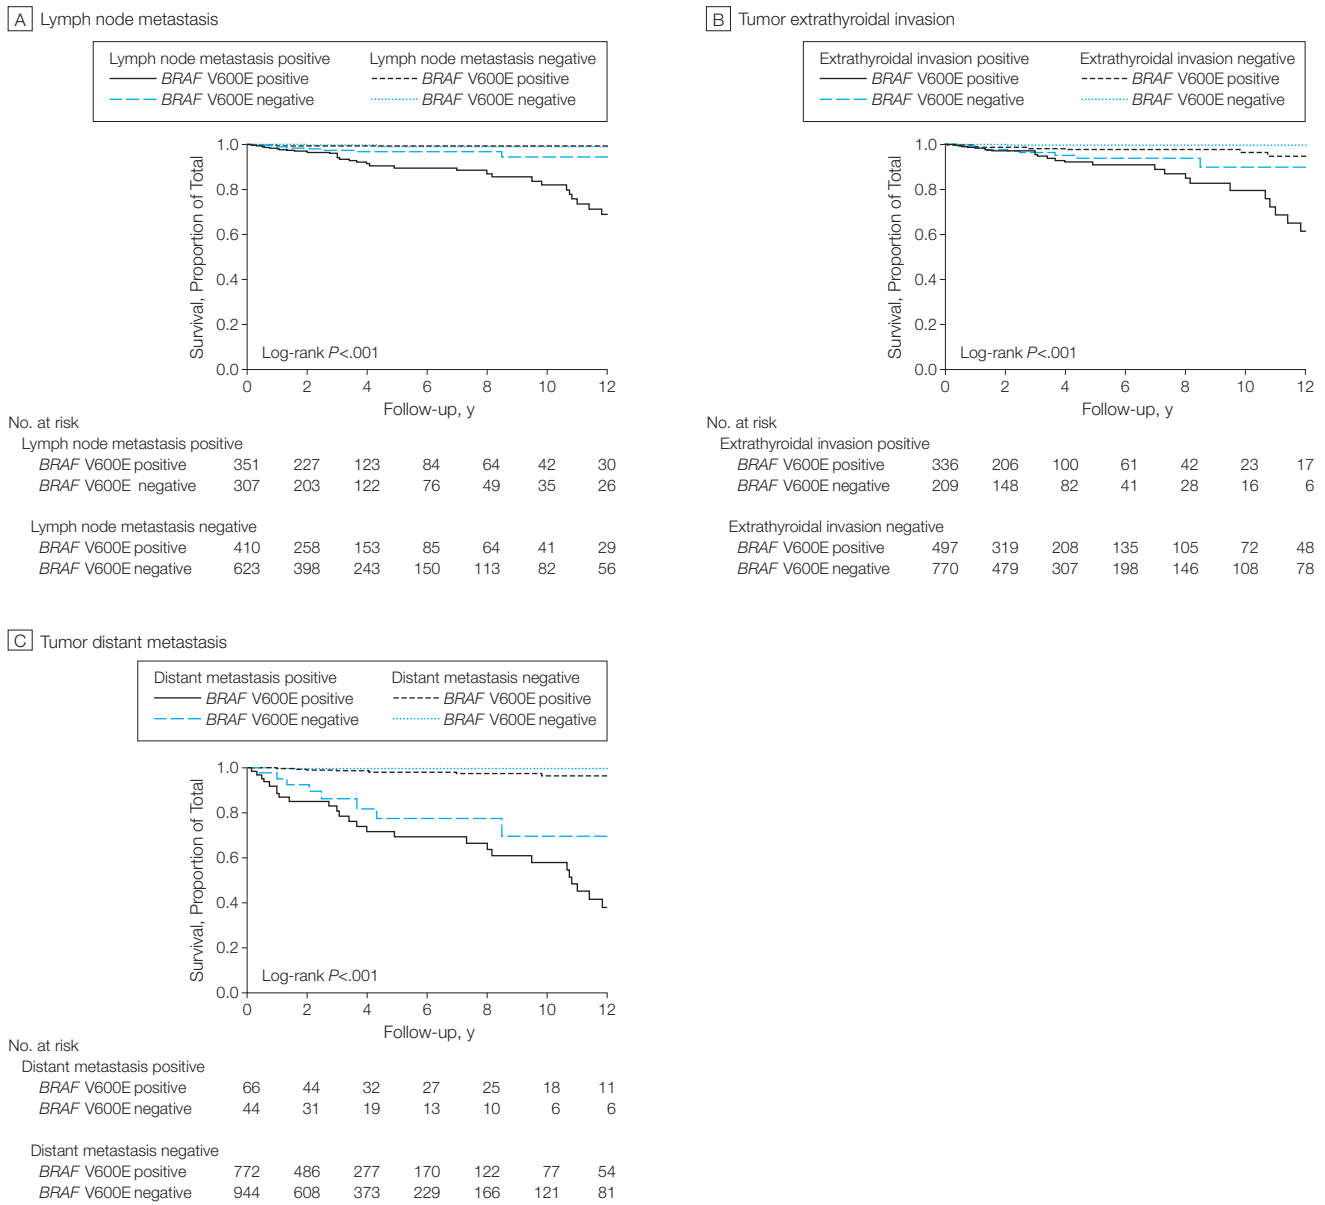 A Lymph node metastasis
Lymph node metastasis positive Lymph node metastasis negative
BRAF V600E positive BRAF V600E positive
BRAF V600E negative BRAF V600E negative
1.0
0.8
0.6
0.4
0.2
0.0
Survival, Proportion of Total
Log-rank P<.001
0 2 4 6 8 10 12
Follow-up, y
No. at risk
Lymph node metastasis positive
BRAF V600E positive 351 227 123 84 64 42 30
BRAF V600E negative 307 203 122 76 49 35 26
Lymph node metastasis negative
BRAF V600E positive 410 258 153 85 64 41 29
BRAF V600E negative 623 398 243 150 113 82 56
B Tumor extrathyroidal invasion
Extrathyroidal invasion positive Extrathyroidal invasion negative
BRAF V600E positive BRAF V600E positive
BRAF V600E negative BRAF V600E negative
1.0
0.8
0.6
0.4
0.2
0.0
Survival, Proportion of Total
Log-rank P<.001
0 2 4 6 8 10 12
Follow-up, y
No. at risk
Extrathyroidal invasion positive
BRAF V600E positive 336 206 100 61 42 23 17
BRAF V600E negative 209 148 82 41 28 16 6
Extrathyroidal invasion negative
BRAF V600E positive 497 319 208 135 105 72 48
BRAF V600E negative 770 479 307 198 146 108 78
C Tumor distant metastasis
Distant metastasis positive Distant metastasis negative
BRAF V600E positive BRAF V600E positive
BRAF V600E negative BRAF V600E negative
1.0
0.8
0.6
0.4
0.2
0.0
Survival, Proportion of Total
Log-rank P<.001
0 2 4 6 8 10 12
Follow-up, y
No. at risk
Distant metastasis positive
BRAF V600E positive 66 44 32 27 25 18 11
BRAF V600E negative 44 31 19 13 10 6 6
Distant metastasis negative
BRAF V600E positive 772 486 277 170 122 77 54
BRAF V600E negative 944 608 373 229 166 121 81